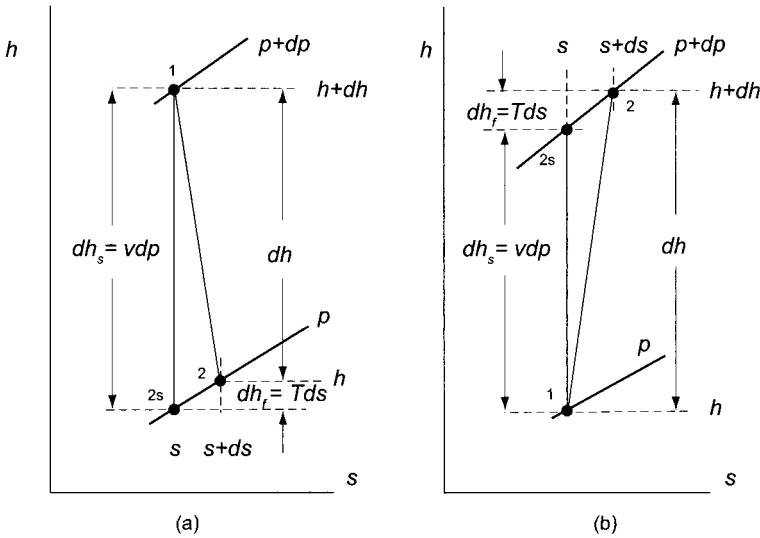 h
p+dp
1
h+dh
dh_s = vdp
dh
p
2
h
2s
dh_f = Tds
s
s+ds
s
(a)
h
s
s+ds
p+dp
h+dh
dh_f=Tds
2
2s
dh_s = vdp
dh
p
1
h
s
(b)